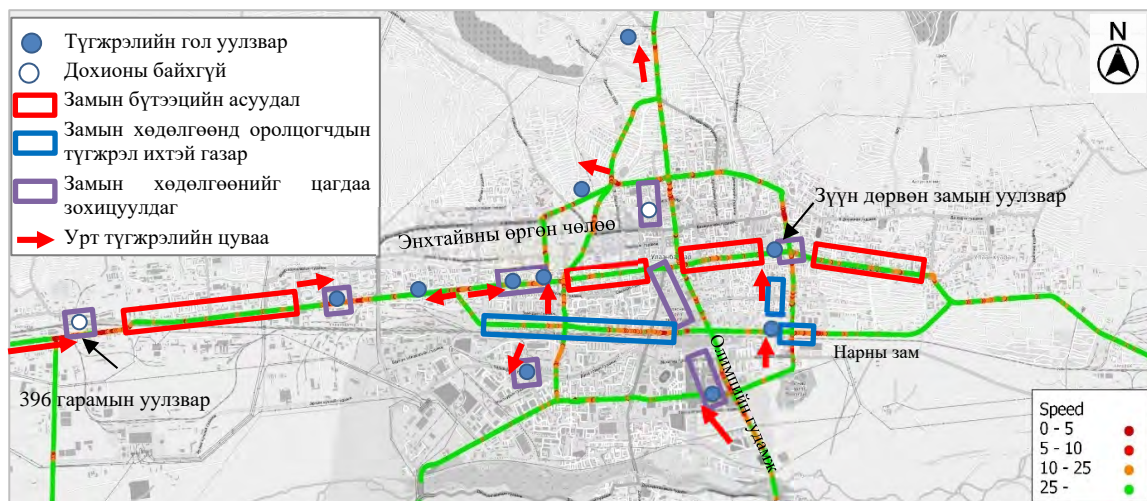 Түгжрэлийн гол уулзвар
Дохионы байхгүй
Замын бүтээцийн асуудал
Замын хөдөлгөөнд оролцогчдын
түгжрэл ихтэй газар
Замын хөдөлгөөнийг цагдаа
зохицуулдаг
Урт түгжрэлийн цуваа
N
Зүүн дөрвөн замын уулзвар
Энхтайвны өргөн чөлөө
Нарны зам
Олимпийн гудамж
396 гарамын уулзвар
Speed
0 - 5
5 - 10
10 - 25
25 -